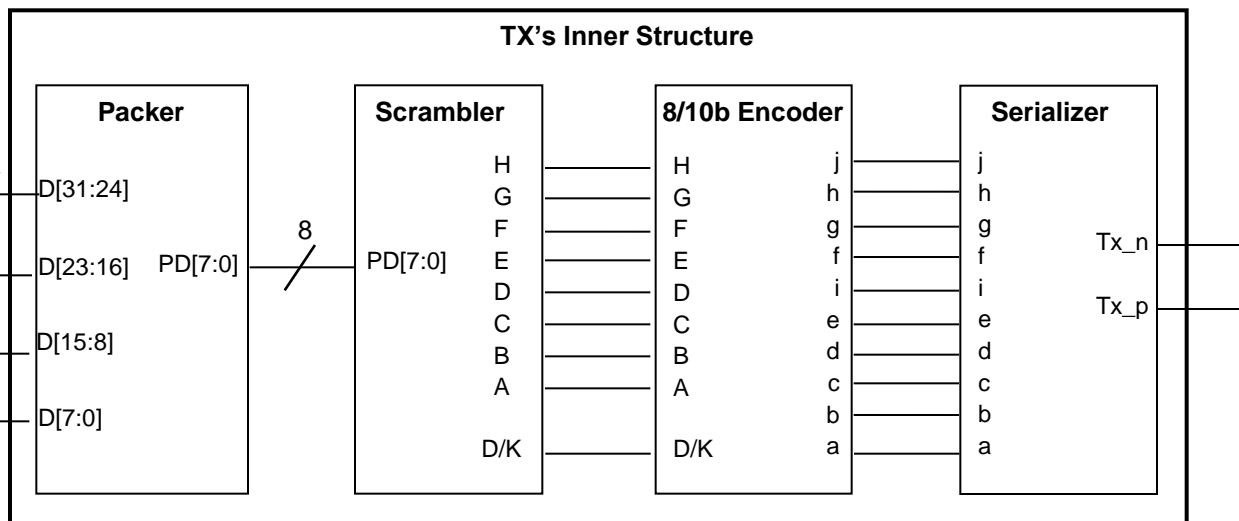 TX's Inner Structure
Packer
D[31:24]
D[23:16]
D[15:8]
D[7:0]
PD[7:0]
8
Scrambler
PD[7:0]
H
G
F
E
D
C
B
A
D/K
8/10b Encoder
H
G
F
E
D
C
B
A
D/K
j
h
g
f
i
e
d
c
b
a
Serializer
j
h
g
f
i
e
d
c
b
a
Tx_n
Tx_p